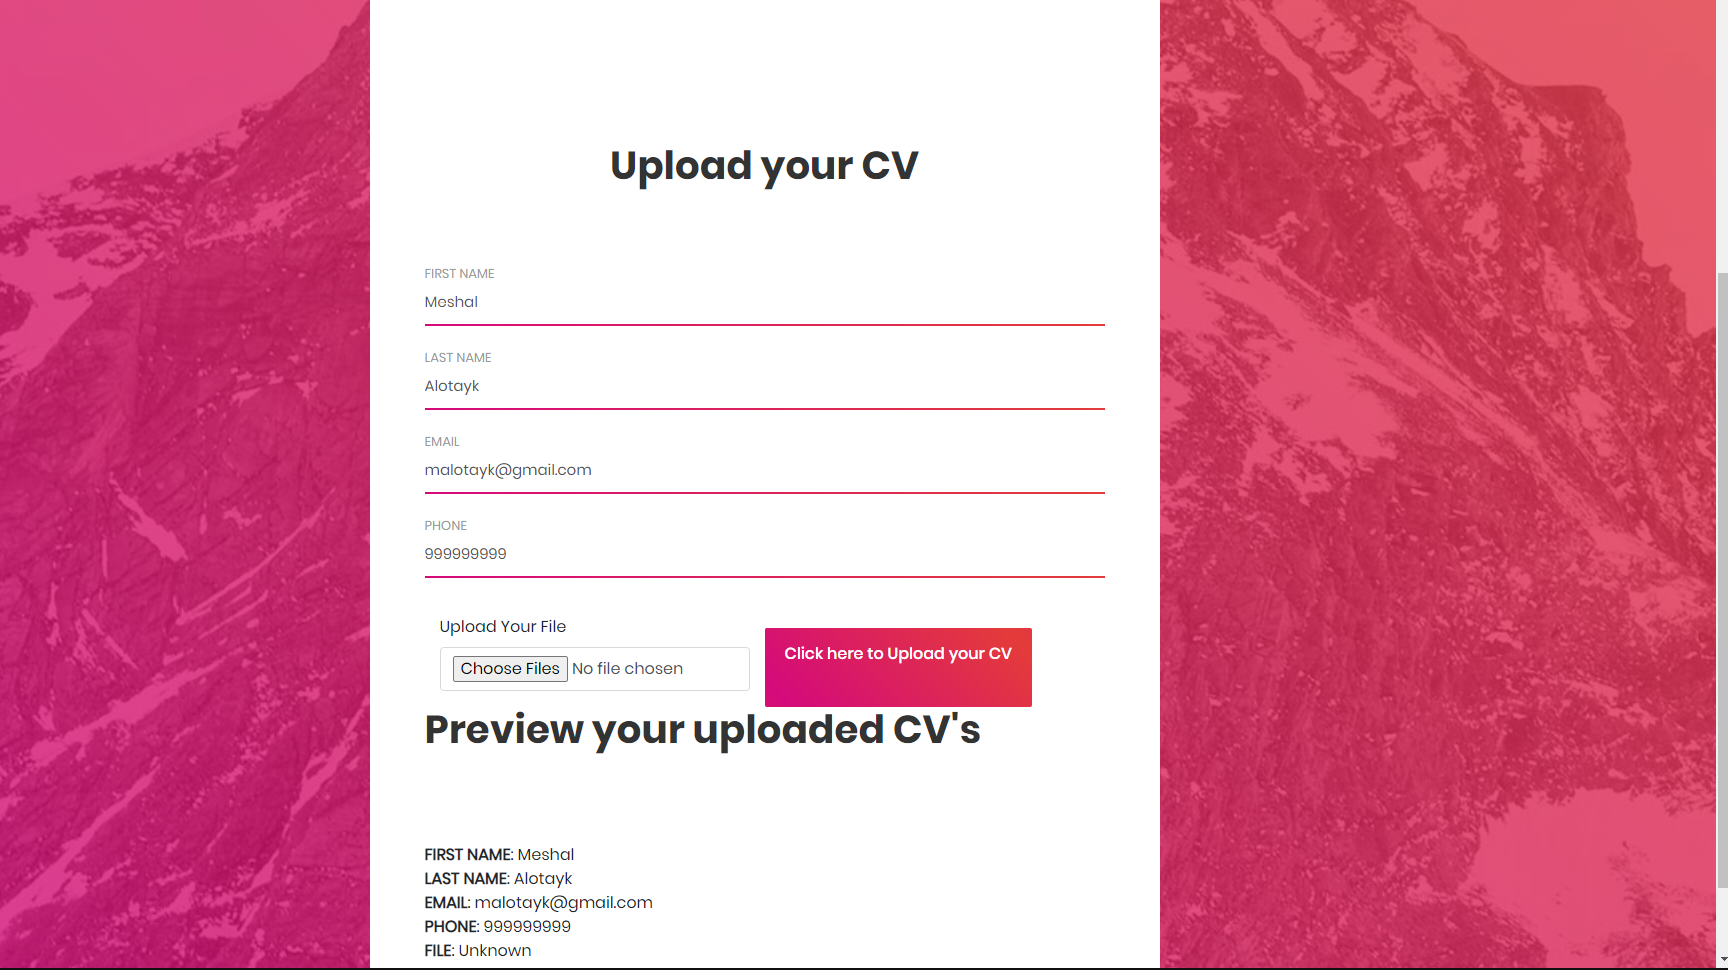 Upload your CV
FIRST NAME
Meshal
LAST NAME
Alotayk
EMAIL
malotayk@gmail.com
PHONE
999999999
Upload Your File
Choose Files No file chosen
Click here to Upload your CV
Preview your uploaded CV's
FIRST NAME: Meshal
LAST NAME: Alotayk
EMAIL: malotayk@gmail.com
PHONE: 999999999
FILE: Unknown